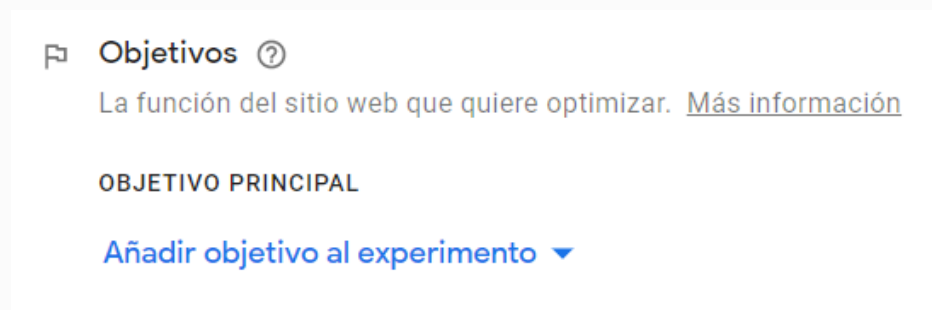 Objetivos
La función del sitio web que quiere optimizar. Más información
OBJETIVO PRINCIPAL
Añadir objetivo al experimento